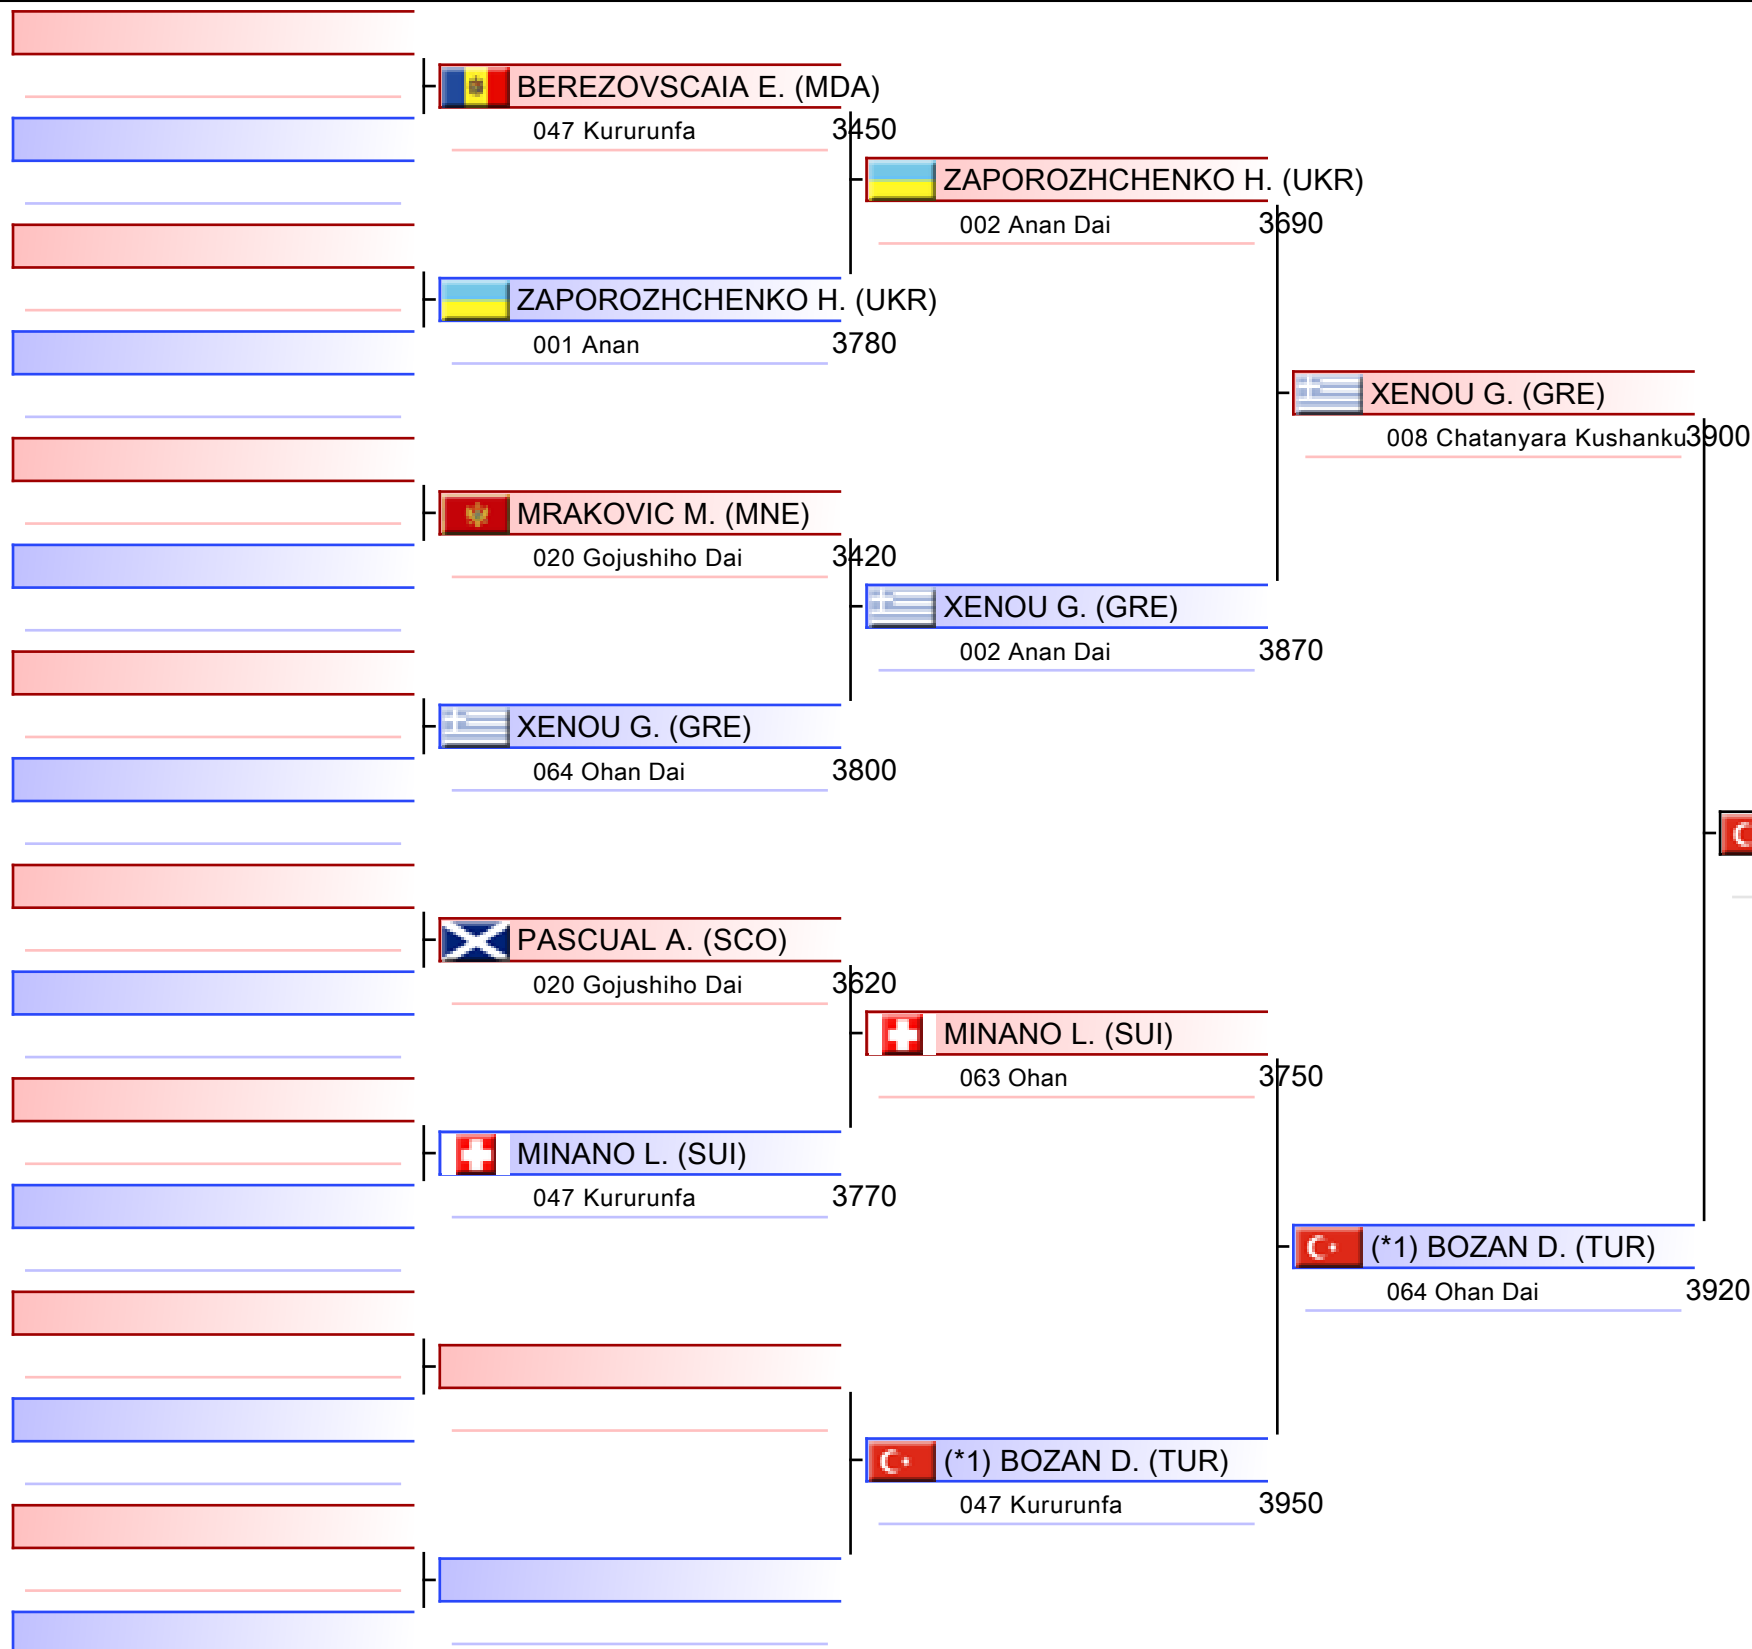 BEREZOVSCAIA E. (MDA)
047 Kururunfa 3450
ZAPOROZHCHENKO H. (UKR)
002 Anan Dai 3690
ZAPOROZHCHENKO H. (UKR)
001 Anan 3780
XENOU G. (GRE)
008 Chatanyara Kushanku 3900
MRAKOVIC M. (MNE)
020 Gojushiho Dai 3420
XENOU G. (GRE)
002 Anan Dai 3870
XENOU G. (GRE)
064 Ohan Dai 3800
PASCUAL A. (SCO)
020 Gojushiho Dai 3620
MINANO L. (SUI)
063 Ohan 3750
MINANO L. (SUI)
047 Kururunfa 3770
(*1) BOZAN D. (TUR)
064 Ohan Dai 3920
(*1) BOZAN D. (TUR)
047 Kururunfa 3950